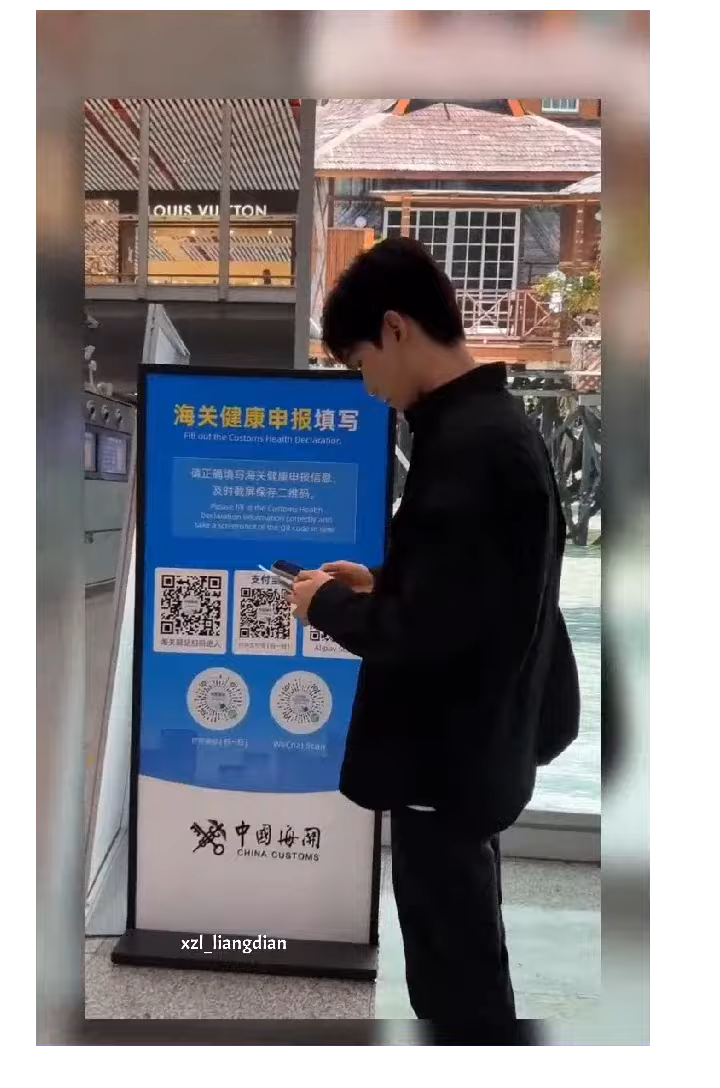 LOUIS VUITTON
海关健康申报填写
Fill out the Customs Health Declaration
请正确填写海关健康申报信息,
及时截屏保存二维码。
Please fill in the Customs Health
Declaration information correctly and
take a screenshot of the QR code in time
支付宝
Alipay
WeChat Scan
中國海關
CHINA CUSTOMS
xzl_liangdian